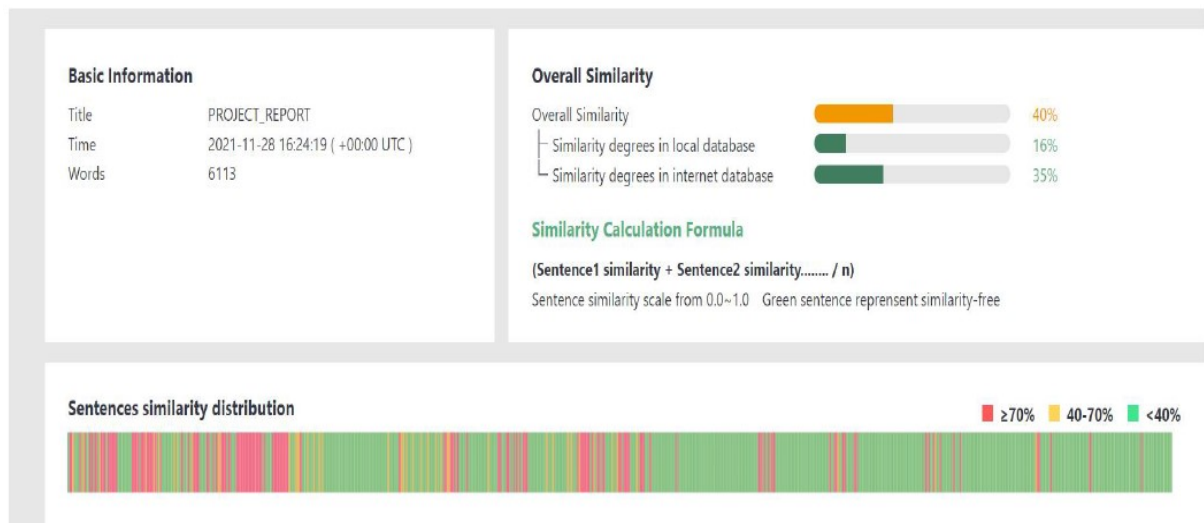 Basic Information
Title PROJECT_REPORT
Time 2021-11-28 16:24:19 ( +00:00 UTC )
Words 6113
Overall Similarity
Overall Similarity 40%
Similarity degrees in local database 16%
Similarity degrees in internet database 35%
Similarity Calculation Formula
(Sentence1 similarity + Sentence2 similarity........ / n)
Sentence similarity scale from 0.0~1.0 Green sentence reprensent similarity-free
Sentences similarity distribution
≥70% 40-70% <40%